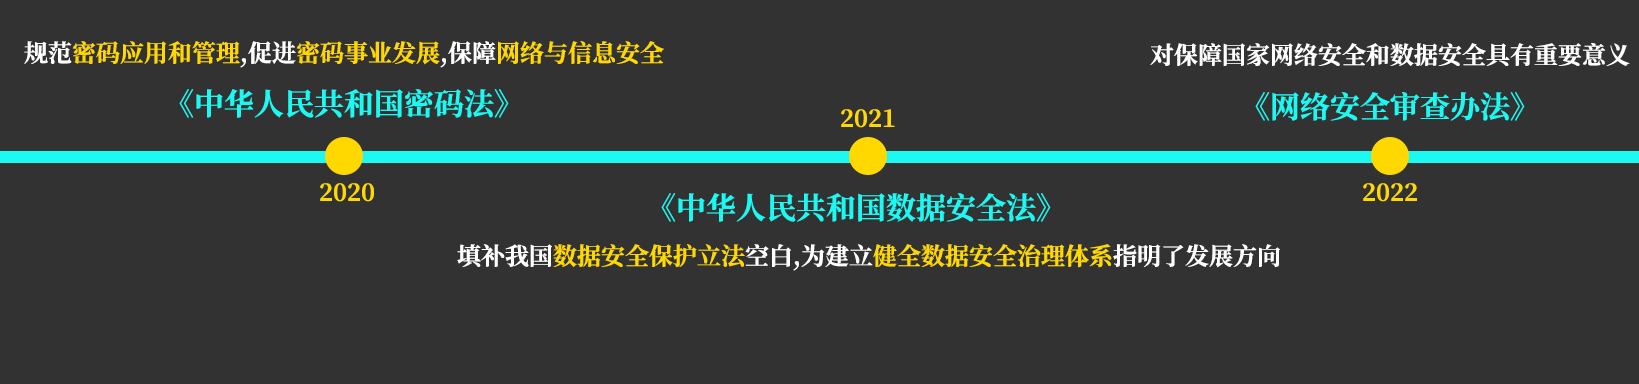 规范密码应用和管理,促进密码事业发展,保障网络与信息安全
《中华人民共和国密码法》
2020
2021
《中华人民共和国数据安全法》
填补我国数据安全保护立法空白,为建立健全数据安全治理体系指明了发展方向
对保障国家网络安全和数据安全具有重要意义
《网络安全审查办法》
2022